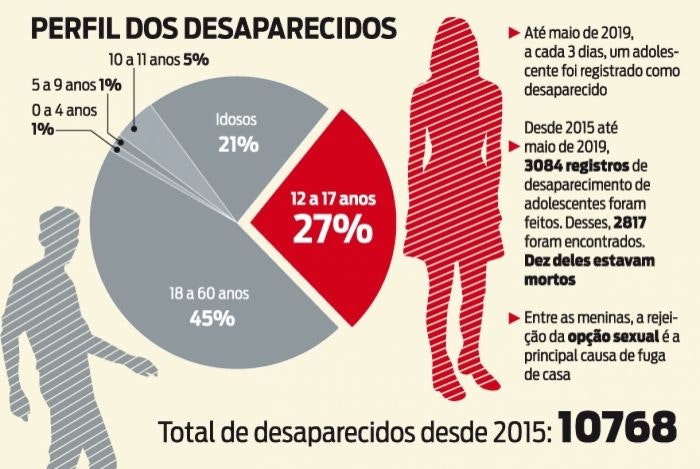 PERFIL DOS DESAPARECIDOS
10 a 11 anos 5%
5 a 9 anos 1%
0 a 4 anos
1%
Idosos
21%
12 a 17 anos
27%
18 a 60 anos
45%
Até maio de 2019,
a cada 3 dias, um adoles-
cente foi registrado como
desaparecido
Desde 2015 até
maio de 2019,
3084 registros de
desaparecimento de
adolescentes foram
feitos. Desses, 2817
foram encontrados.
Dez deles estavam
mortos
Entre as meninas, a rejei-
ção da opção sexual é a
principal causa de fuga
de casa
Total de desaparecidos desde 2015: 10768